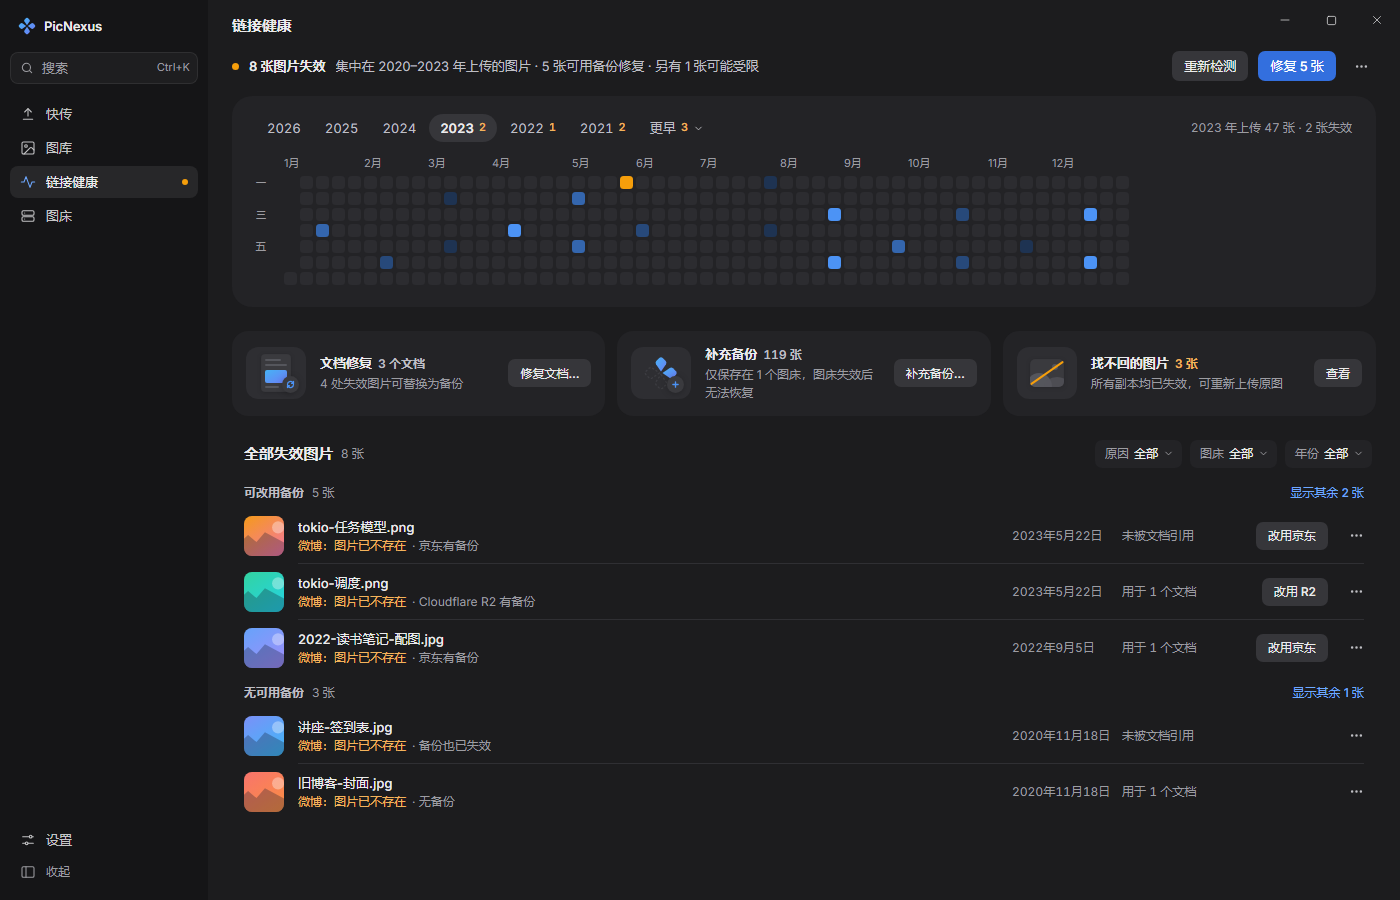 PicNexus
搜索 Ctrl+K
快传
图库
链接健康
图床
设置
收起
链接健康
8 张图片失效 集中在 2020–2023 年上传的图片 · 5 张可用备份修复 · 另有 1 张可能受限
重新检测
修复 5 张
2026 2025 2024 2023 2 2022 1 2021 2 更早 3
2023 年上传 47 张 · 2 张失效
1月 2月 3月 4月 5月 6月 7月 8月 9月 10月 11月 12月
一
三
五
文档修复 3 个文档
4 处失效图片可替换为备份
修复文档...
补充备份 119 张
仅保存在 1 个图床，图床失效后
无法恢复
补充备份...
找不回的图片 3 张
所有副本均已失效，可重新上传原图
查看
全部失效图片 8 张
原因 全部
图床 全部
年份 全部
可改用备份 5 张
显示其余 2 张
tokio-任务模型.png
微博：图片已不存在 · 京东有备份
2023年5月22日 未被文档引用
改用京东
tokio-调度.png
微博：图片已不存在 · Cloudflare R2 有备份
2023年5月22日 用于 1 个文档
改用 R2
2022-读书笔记-配图.jpg
微博：图片已不存在 · 京东有备份
2022年9月5日 用于 1 个文档
改用京东
无可用备份 3 张
显示其余 1 张
讲座-签到表.jpg
微博：图片已不存在 · 备份也已失效
2020年11月18日 未被文档引用
旧博客-封面.jpg
微博：图片已不存在 · 无备份
2020年11月18日 用于 1 个文档